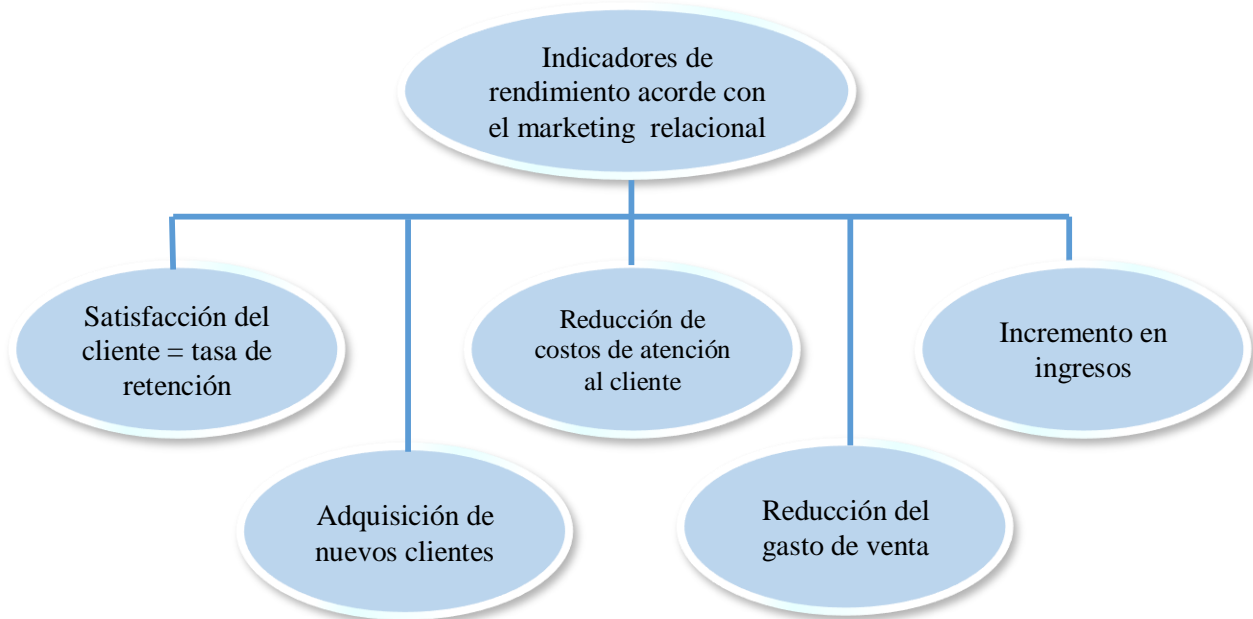 Indicadores de
rendimiento acorde con
el marketing  relacional
Satisfacción del
cliente = tasa de
retención
Reducción de
costos de atención
al cliente
Incremento en
ingresos
Adquisición de
nuevos clientes
Reducción del
gasto de venta